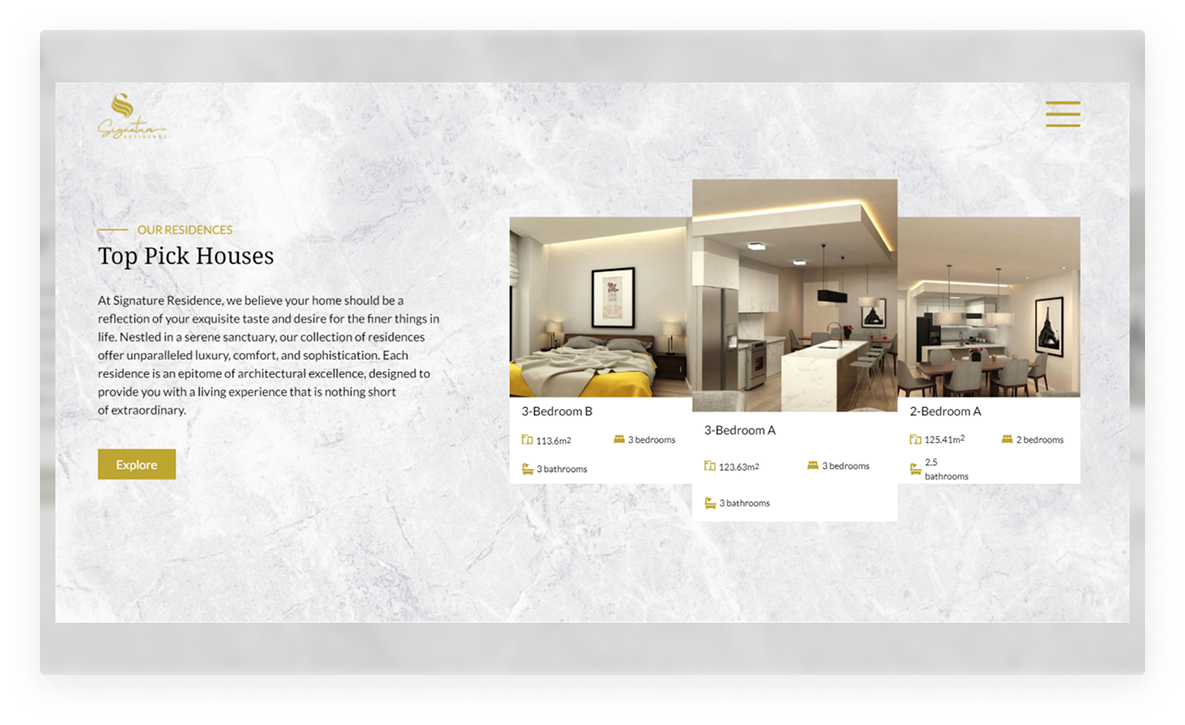 Signature
RESIDENCE
OUR RESIDENCES
Top Pick Houses
At Signature Residence, we believe your home should be a
reflection of your exquisite taste and desire for the finer things in
life. Nestled in a serene sanctuary, our collection of residences
offer unparalleled luxury, comfort, and sophistication. Each
residence is an epitome of architectural excellence, designed to
provide you with a living experience that is nothing short
of extraordinary.
Explore
3-Bedroom B
113.6m2
3 bedrooms
3 bathrooms
3-Bedroom A
123.63m2
3 bedrooms
3 bathrooms
2-Bedroom A
125.41m2
2 bedrooms
2.5
bathrooms